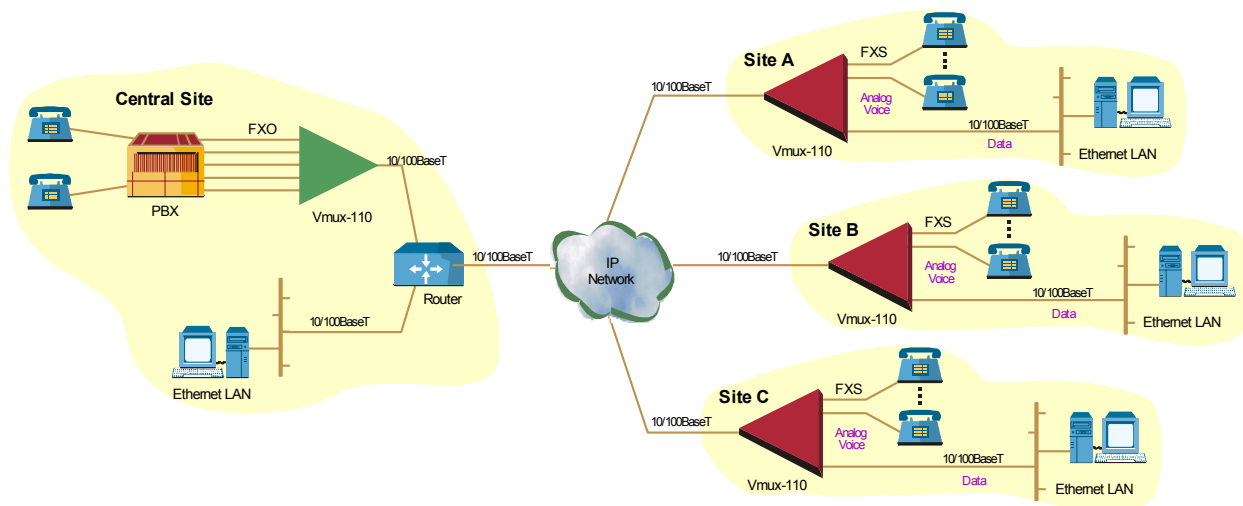 Central Site
FXO
10/100BaseT
PBX
Vmux-110
Router
10/100BaseT
10/100BaseT
Ethernet LAN
IP
Network
10/100BaseT
Site A
FXS
Analog
Voice
10/100BaseT
Data
Vmux-110
Ethernet LAN
10/100BaseT
Site B
FXS
Analog
Voice
10/100BaseT
Data
Vmux-110
Ethernet LAN
10/100BaseT
Site C
FXS
Analog
Voice
10/100BaseT
Data
Vmux-110
Ethernet LAN